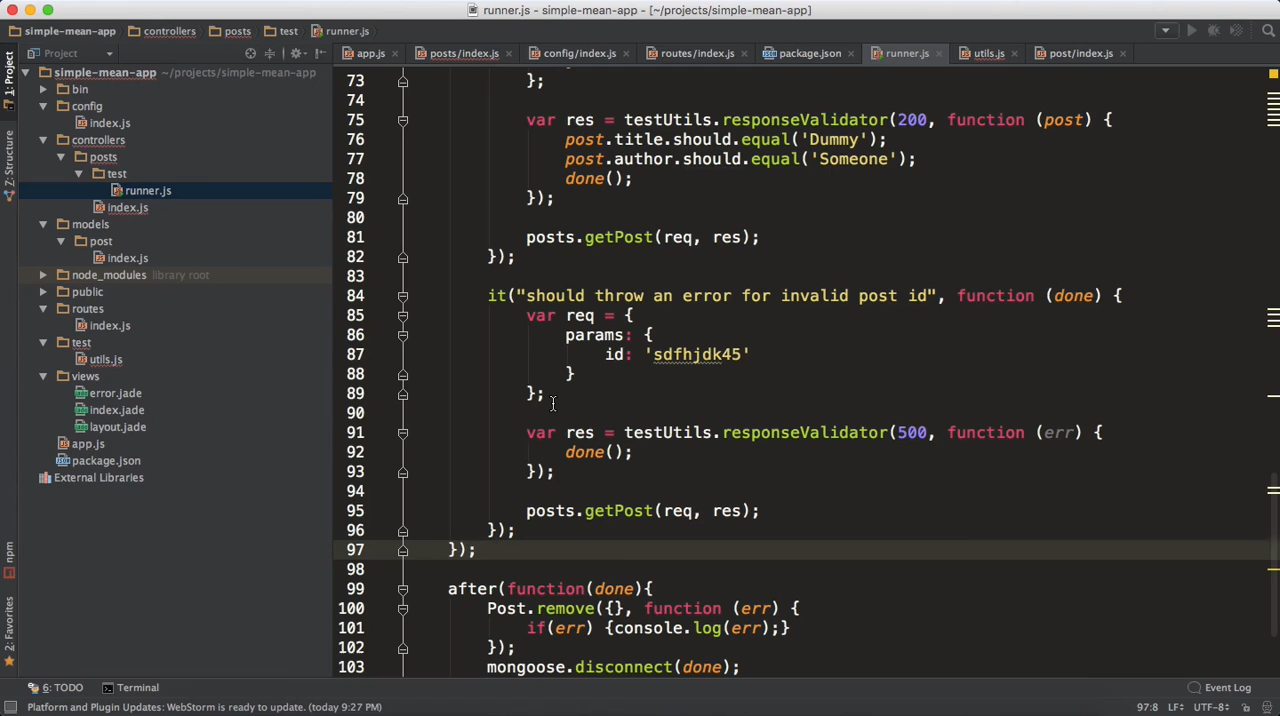 runner.js - simple-mean-app - [~/projects/simple-mean-app]
simple-mean-app controllers posts test runner.js
Project
app.js posts/index.js config/index.js routes/index.js package.json runner.js utils.js post/index.js
1: Project
Z: Structure
npm
2: Favorites
simple-mean-app ~/projects/simple-mean-app
bin
config
index.js
controllers
posts
test
runner.js
index.js
models
post
index.js
node_modules library root
public
routes
index.js
test
utils.js
views
error.jade
index.jade
layout.jade
app.js
package.json
External Libraries
73 };
74
75 var res = testUtils.responseValidator(200, function (post) {
76 post.title.should.equal('Dummy');
77 post.author.should.equal('Someone');
78 done();
79 });
80
81 posts.getPost(req, res);
82 });
83
84 it("should throw an error for invalid post id", function (done) {
85 var req = {
86 params: {
87 id: 'sdfhjdk45'
88 }
89 };
90
91 var res = testUtils.responseValidator(500, function (err) {
92 done();
93 });
94
95 posts.getPost(req, res);
96 });
97 });
98
99 after(function(done){
100 Post.remove({}, function (err) {
101 if(err) {console.log(err);}
102 });
103 mongoose.disconnect(done);
6: TODO Terminal Event Log
Platform and Plugin Updates: WebStorm is ready to update. (today 9:27 PM) 97:8 LF UTF-8